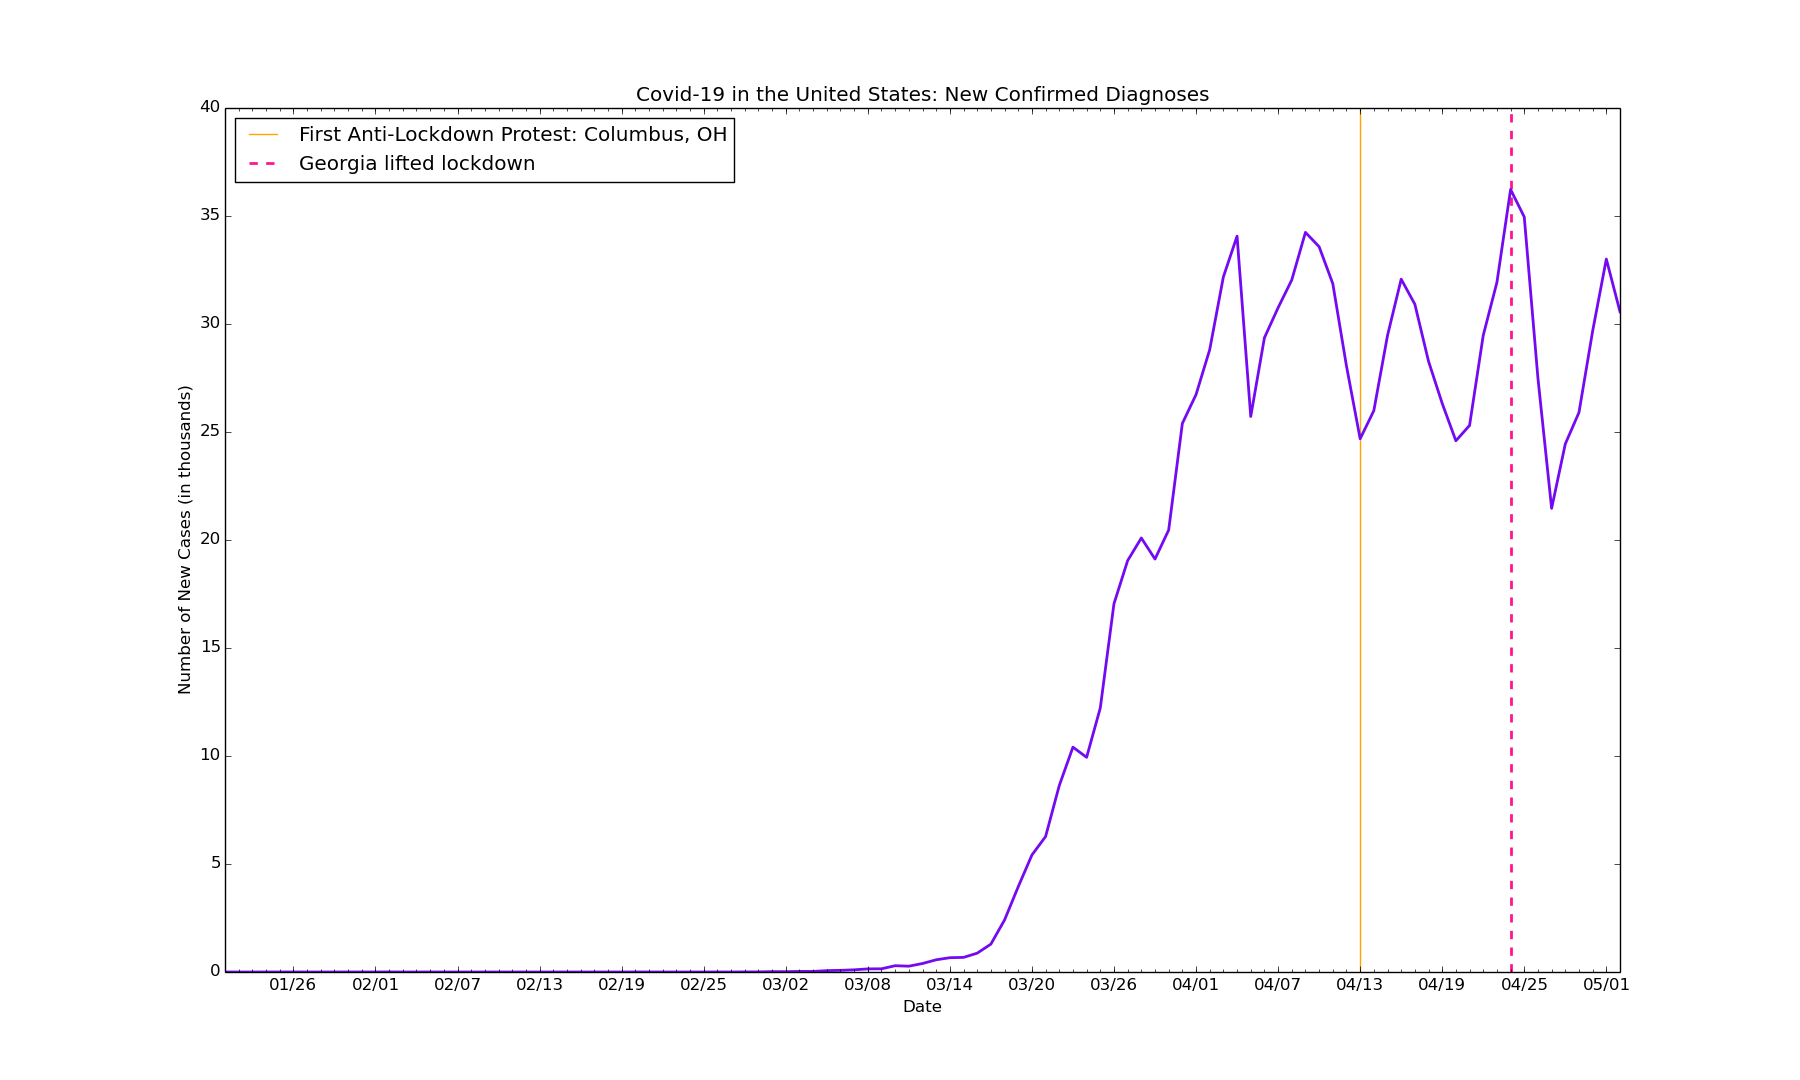 Covid-19 in the United States: New Confirmed Diagnoses
40
First Anti-Lockdown Protest: Columbus, OH
Georgia lifted lockdown
35
30
25
20
15
10
5
0
Number of New Cases (in thousands)
01/26 02/01 02/07 02/13 02/19 02/25 03/02 03/08 03/14 03/20 03/26 04/01 04/07 04/13 04/19 04/25 05/01
Date